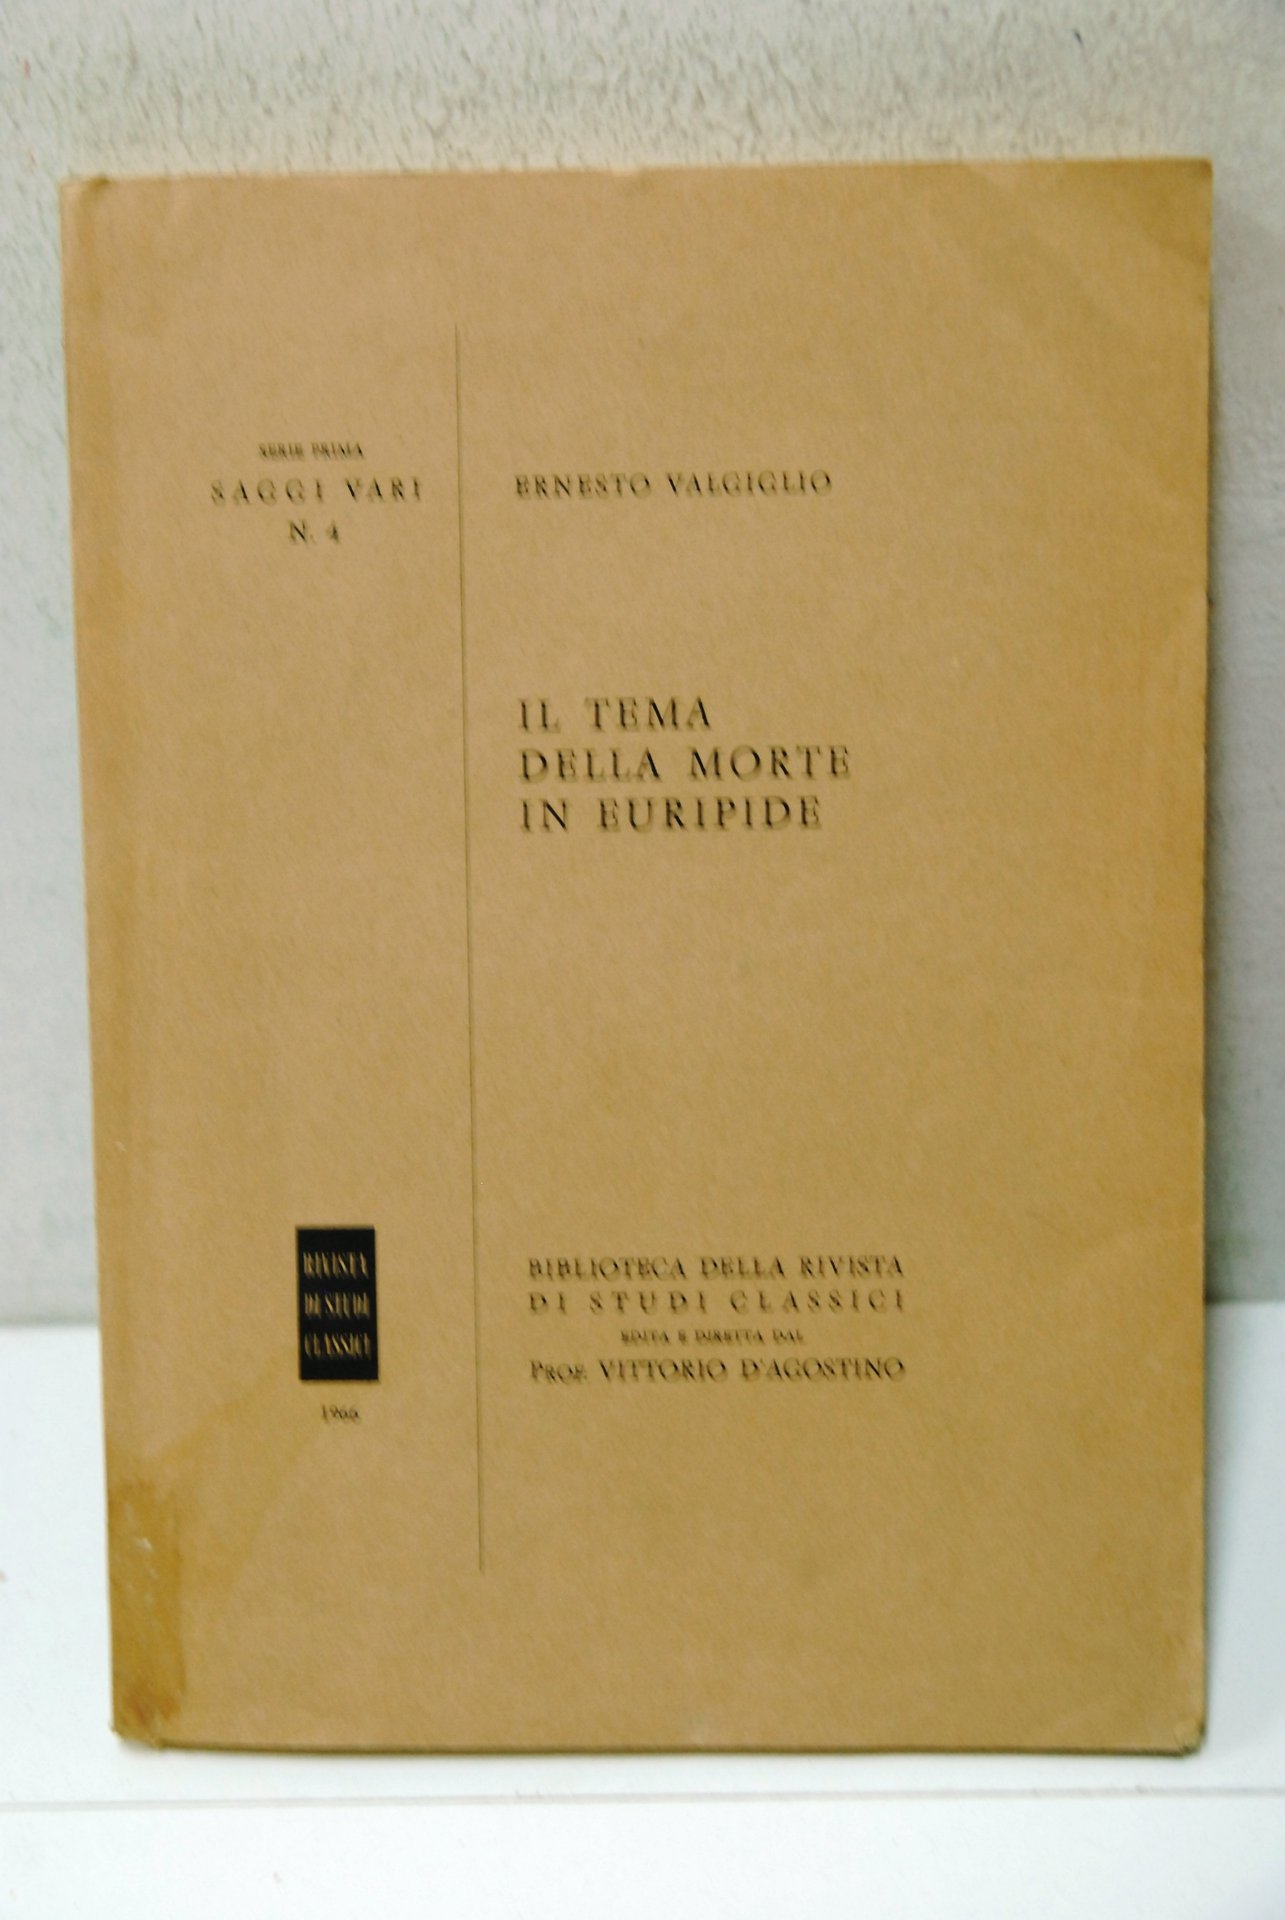 SERIE PRIMA
SAGGI VARI
N. 4
ERNESTO VALGIGLIO
IL TEMA
DELLA MORTE
IN EURIPIDE
RIVISTA
DI STUDI
CLASSICI
1966
BIBLIOTECA DELLA RIVISTA
DI STUDI CLASSICI
EDITA E DIRETTA DAL
PROF. VITTORIO D'AGOSTINO